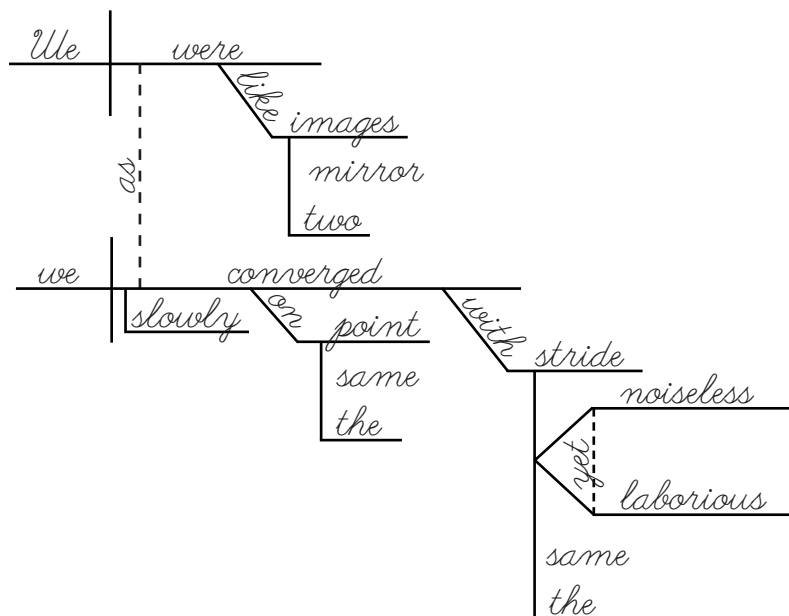 We were
like
images
mirror
as
two
we converged
slowly
on
point
with
stride
same
the
noiseless
yet
laborious
same
the